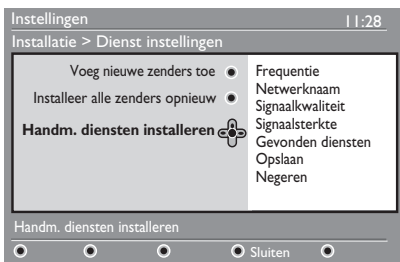 Instellingen 11:28
Installatie > Dienst instellingen
Voeg nieuwe zenders toe
Installeer alle zenders opnieuw
Handm. diensten installeren
Frequentie
Netwerknaam
Signaalkwaliteit
Signaalsterkte
Gevonden diensten
Opslaan
Negeren
Handm. diensten installeren
Sluiten